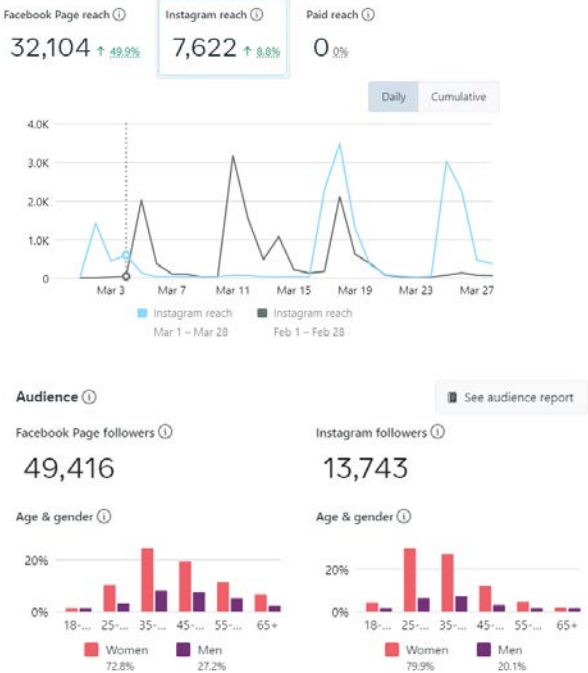 Facebook Page reach
Instagram reach
Paid reach
32,104 ↑ 49.9%
7,622 ↑ 8.8%
0 0%
Daily
Cumulative
4.0K
3.0K
2.0K
1.0K
0
Mar 3 Mar 7 Mar 11 Mar 15 Mar 19 Mar 23 Mar 27
Instagram reach
Mar 1 – Mar 28
Instagram reach
Feb 1 – Feb 28
Audience
See audience report
Facebook Page followers
49,416
Age & gender
20%
0%
18-... 25-... 35-... 45-... 55-... 65+
Women
72.8%
Men
27.2%
Instagram followers
13,743
Age & gender
20%
0%
18-... 25-... 35-... 45-... 55-... 65+
Women
79.9%
Men
20.1%